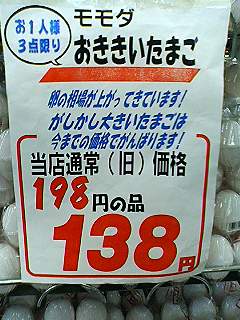 お1人様
3点限り
モモダ
おききいたまご
卵の相場が上がってきています!
がしかし大きいたまごは
今までの価格でがんばります!
当店通常(旧)価格
198円の品
138円